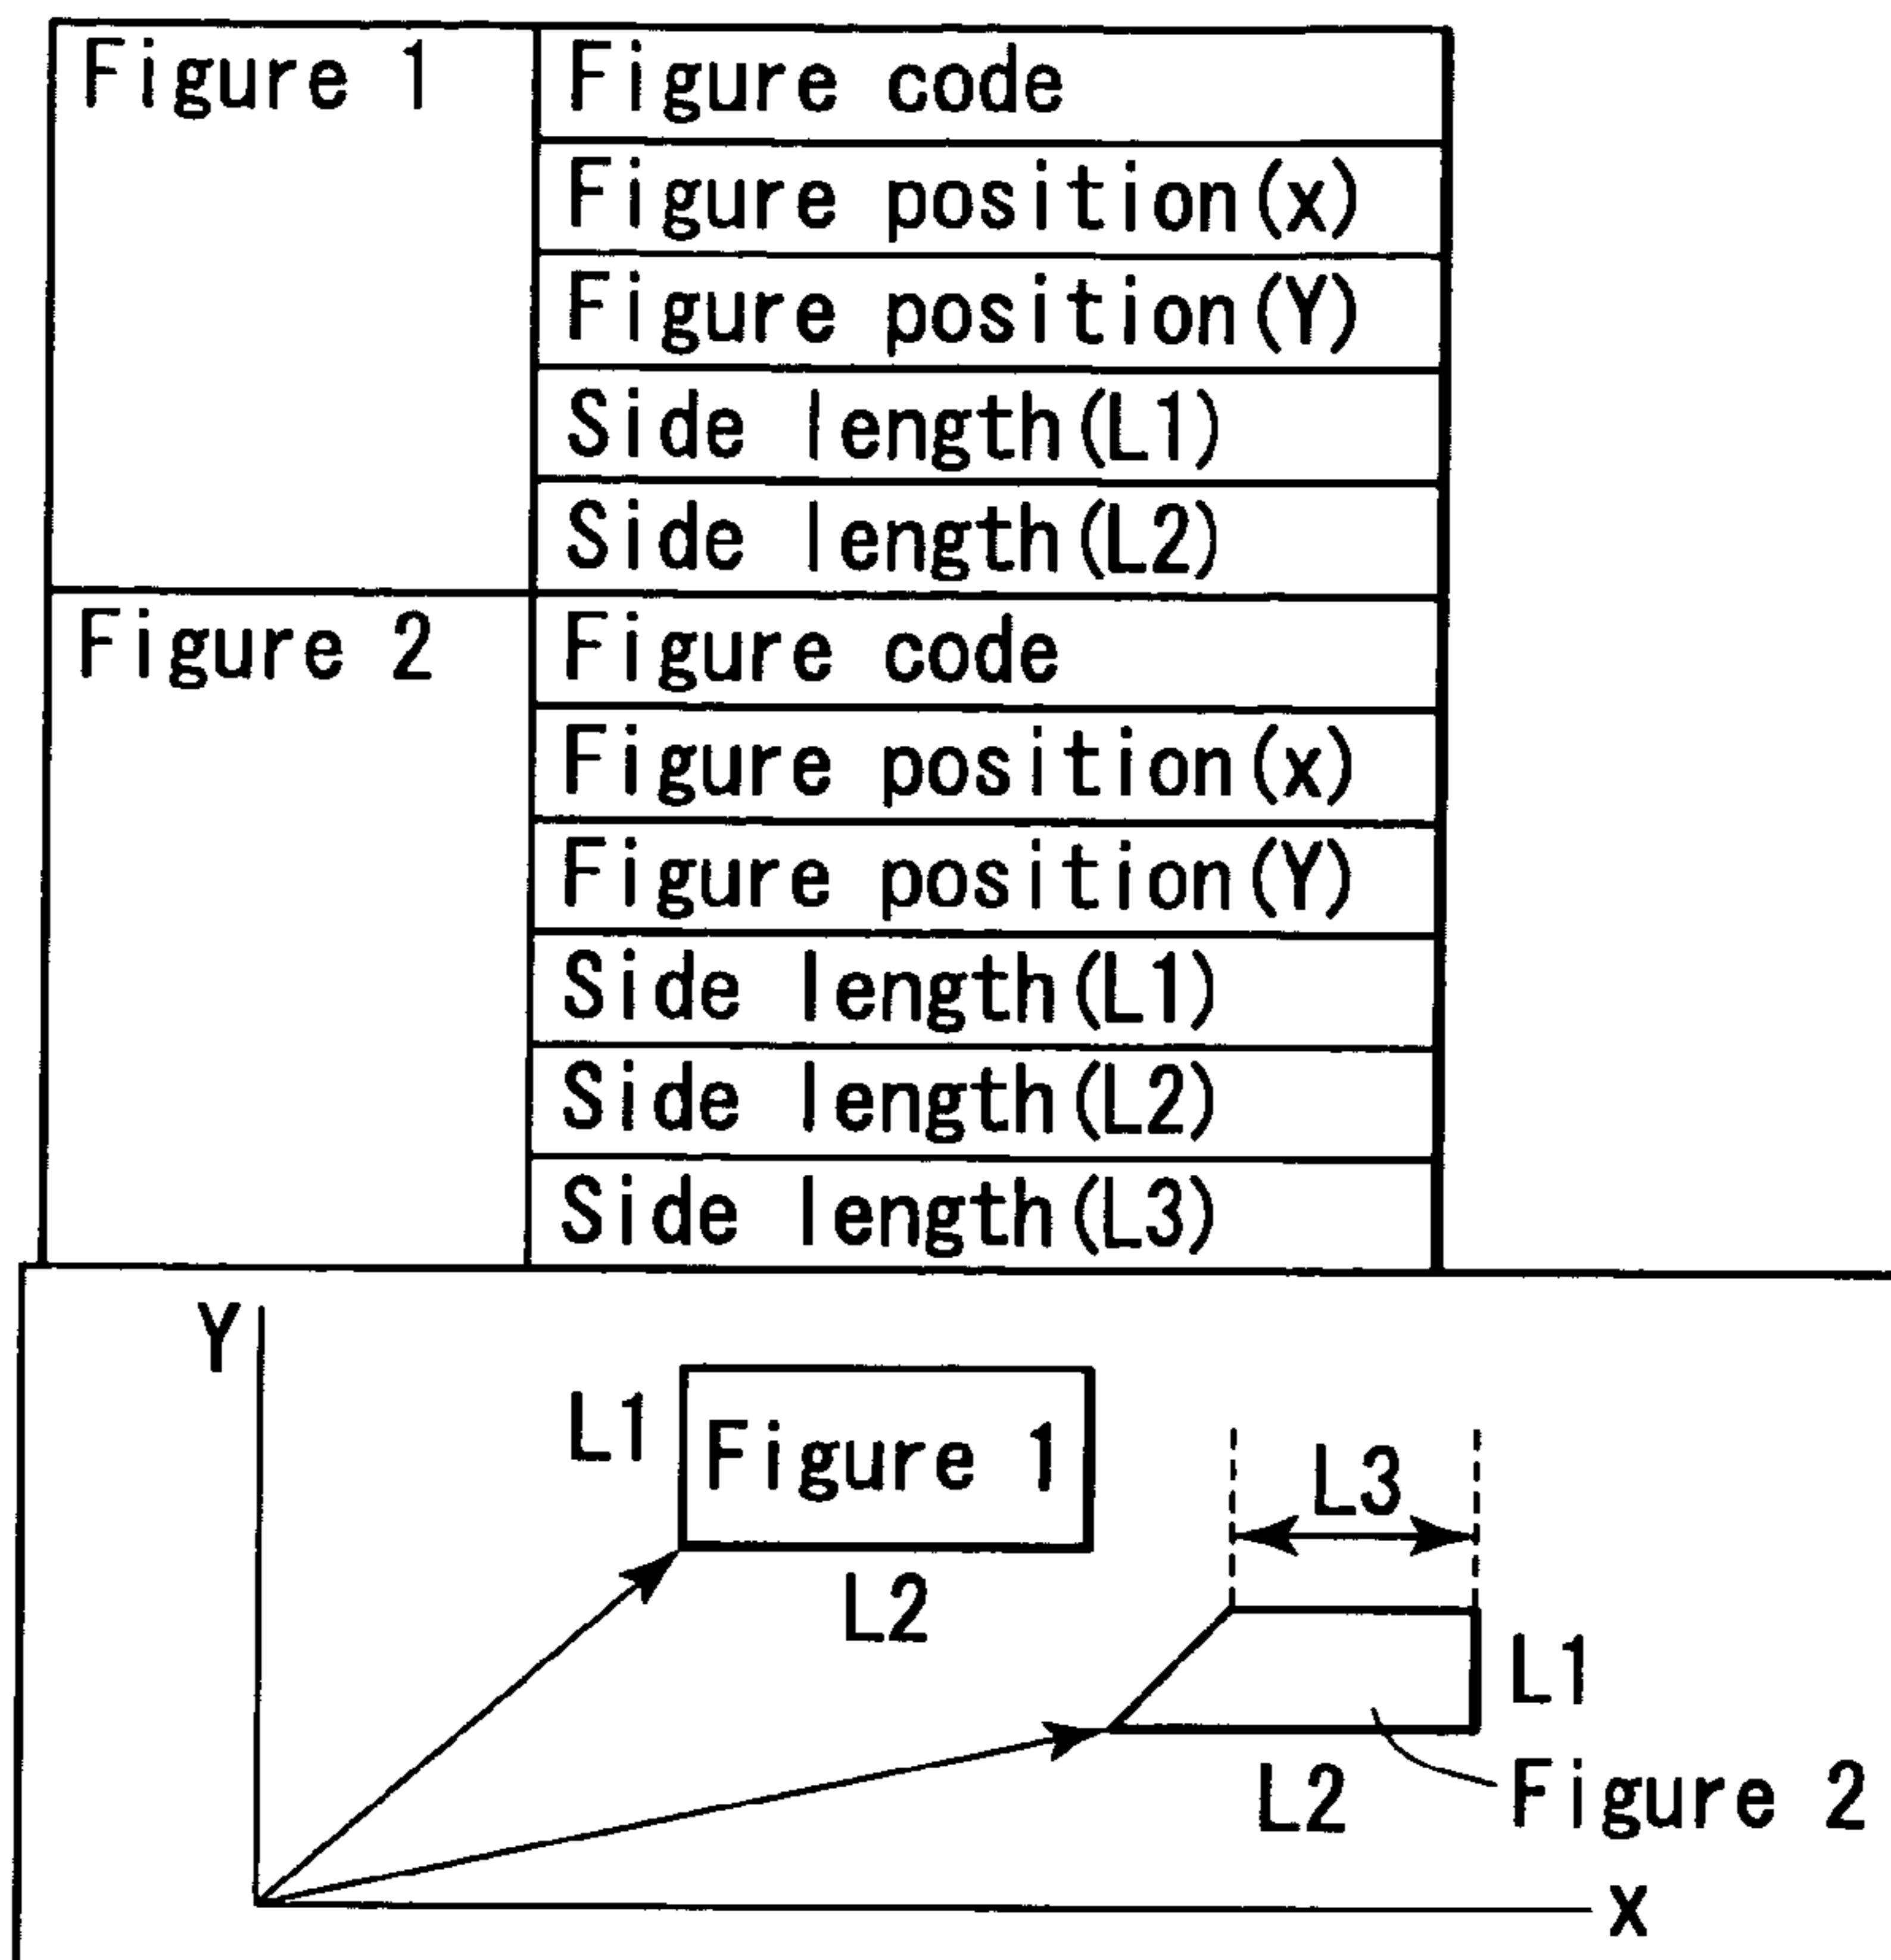 Figure 1 Figure code
Figure position(x)
Figure position(Y)
Side length(L1)
Side length(L2)
Figure 2 Figure code
Figure position(x)
Figure position(Y)
Side length(L1)
Side length(L2)
Side length(L3)
Y
L1
Figure 1
L3
L2
L1
L2
Figure 2
x